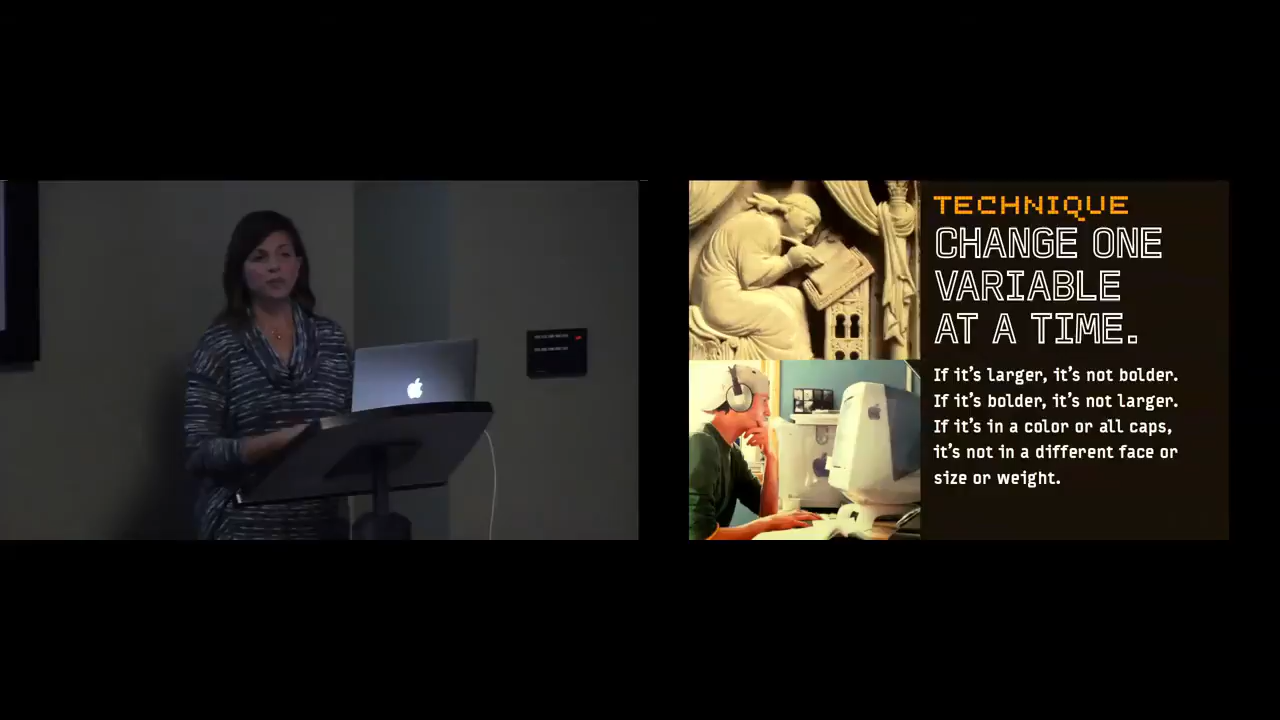 TECHNIQUE
CHANGE ONE
VARIABLE
AT A TIME.
If it's larger, it's not bolder.
If it's bolder, it's not larger.
If it's in a color or all caps,
it's not in a different face or
size or weight.